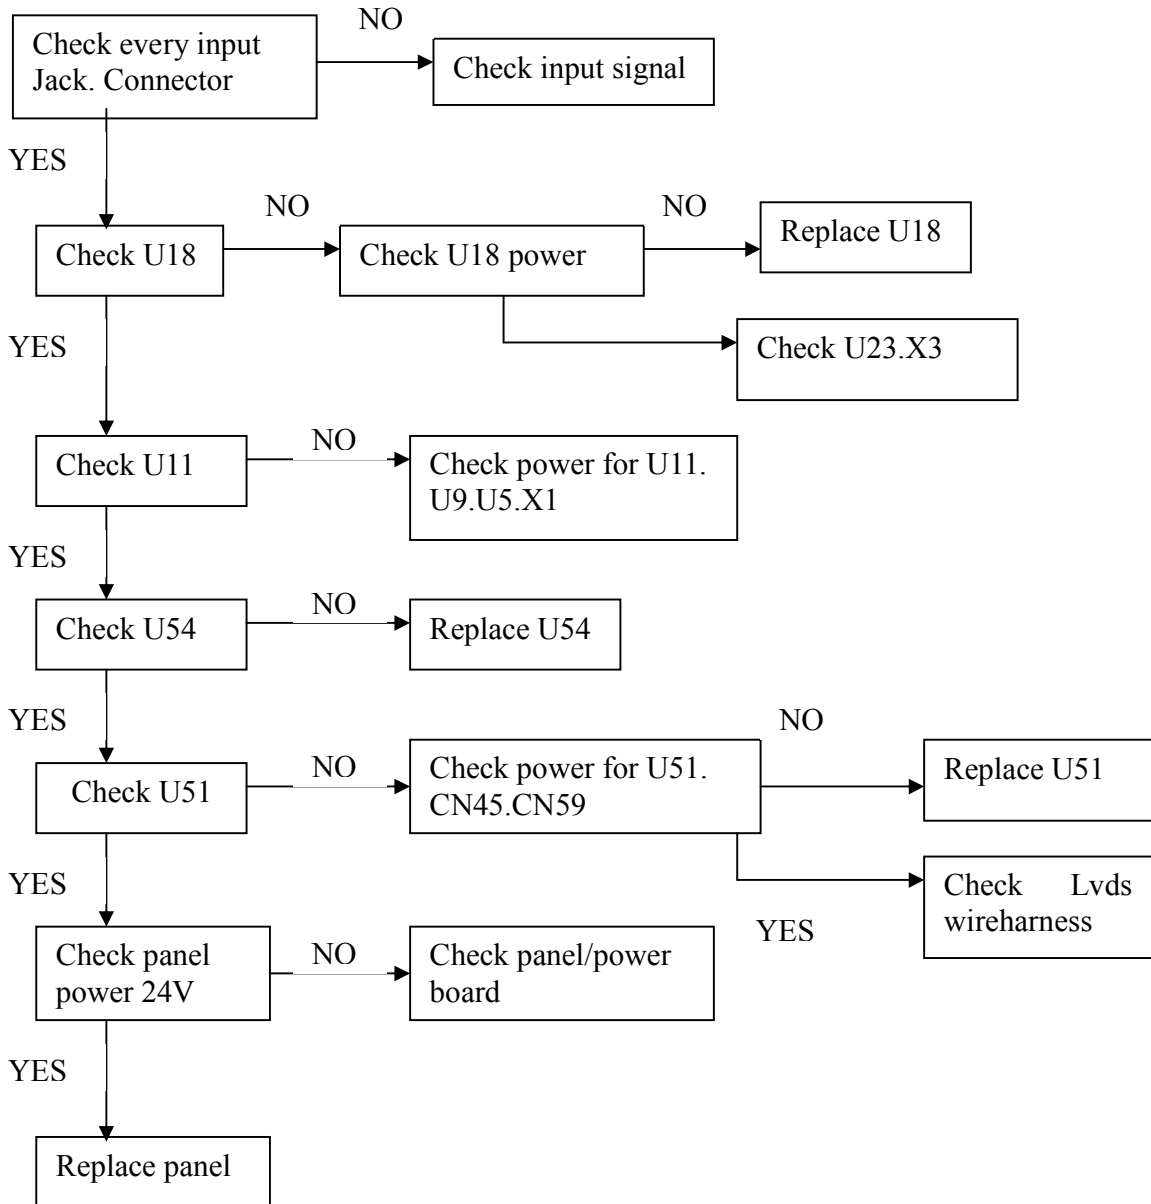 NO
Check every input
Jack. Connector
Check input signal
YES
NO
NO
Check U18
Check U18 power
Replace U18
YES
Check U23.X3
NO
Check U11
Check power for U11.
U9.U5.X1
YES
NO
Check U54
Replace U54
YES
NO
NO
Check U51
Check power for U51.
CN45.CN59
Replace U51
YES
Check Lvds
wireharness
YES
NO
Check panel
power 24V
Check panel/power
board
YES
Replace panel